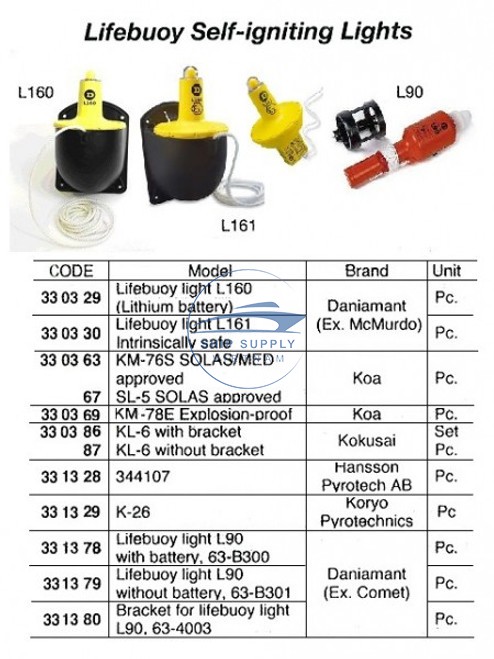 Lifebuoy Self-igniting Lights
L160
L90
L161
CODE Model Brand Unit
33 03 29 Lifebuoy light L160 (Lithium battery) Daniamant (Ex. McMurdo) Pc.
33 03 30 Lifebuoy light L161 Intrinsically safe Pc.
33 03 63 KM-76S SOLAS/MED approved Koa Pc.
67 SL-5 SOLAS approved
33 03 69 KM-78E Explosion-proof Koa Pc.
33 03 86 KL-6 with bracket Kokusai Set
87 KL-6 without bracket Pc.
33 13 28 344107 Hansson Pyrotech AB Pc.
33 13 29 K-26 Koryo Pyrotechnics Pc
33 13 78 Lifebuoy light L90 with battery, 63-B300 Daniamant (Ex. Comet) Pc.
33 13 79 Lifebuoy light L90 without battery, 63-B301 Pc.
33 13 80 Bracket for lifebuoy light L90, 63-4003 Pc.
SUPPLY